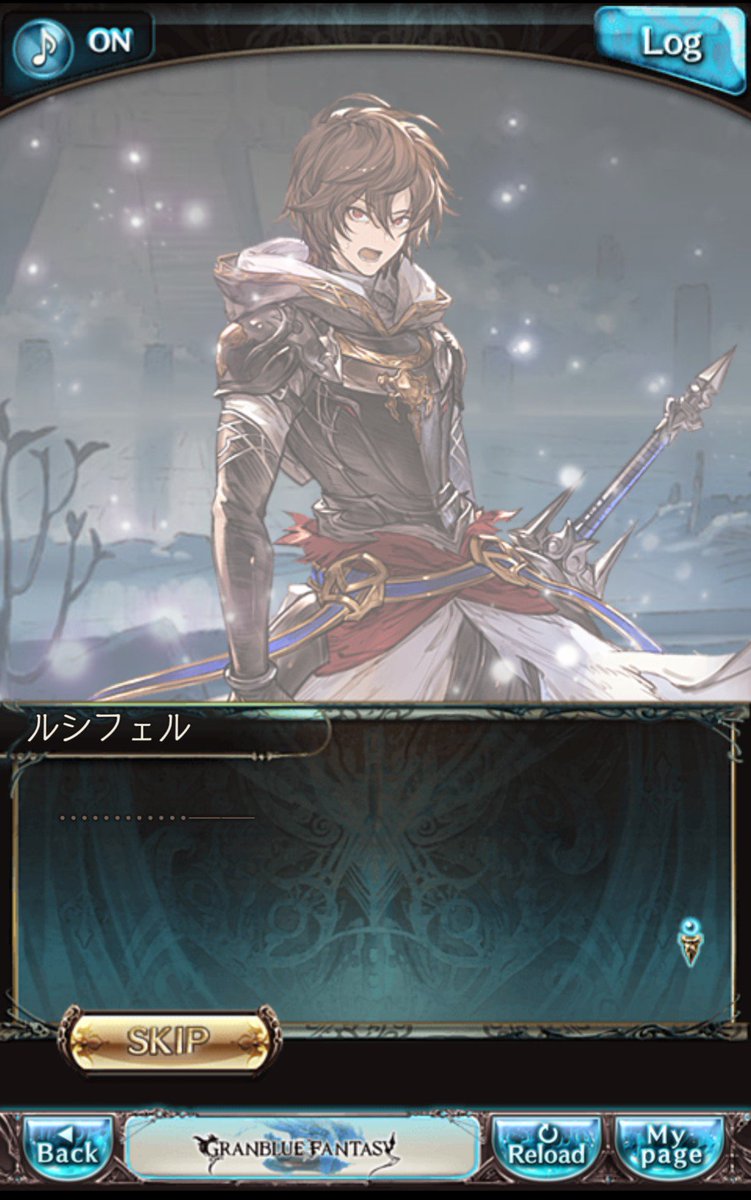 ON
Log
ルシフェル
…………───
SKIP
Back
GRANBLUE FANTASY
Reload
My page